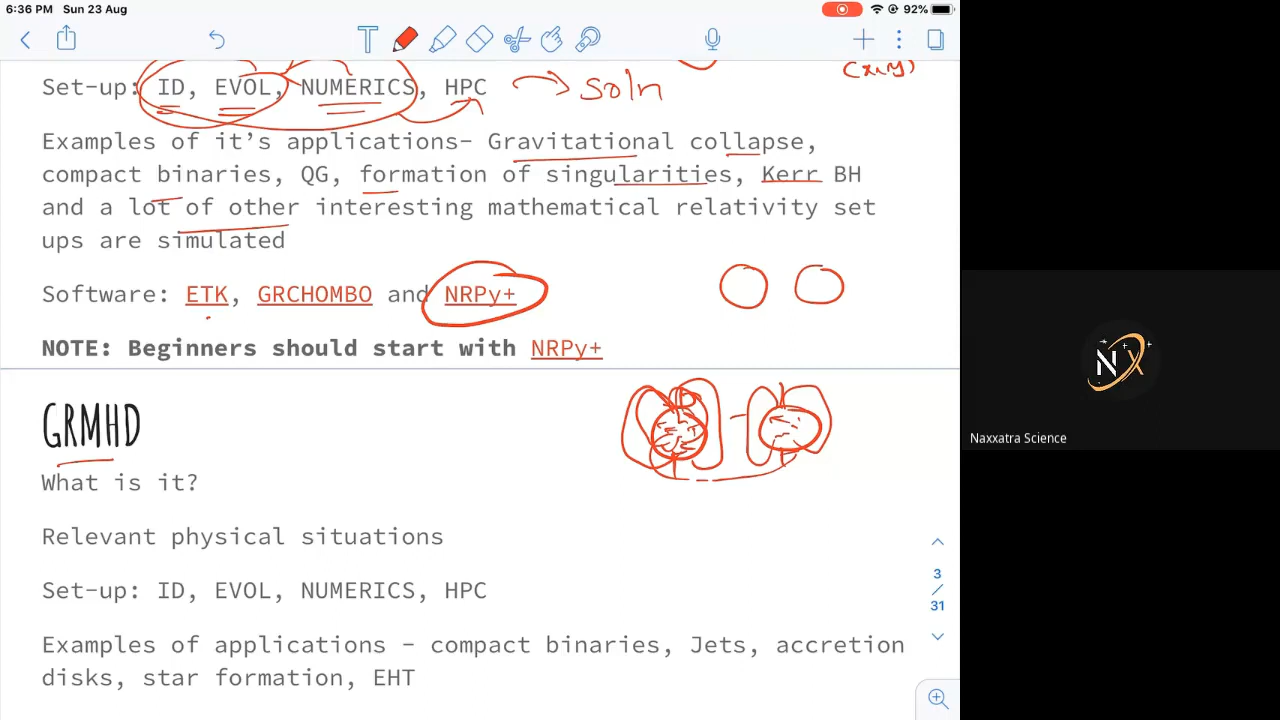 6:36 PM Sun 23 Aug 92%
(x,y)
Set-up: ID, EVOL, NUMERICS, HPC → Soln
Examples of it's applications- Gravitational collapse,
compact binaries, QG, formation of singularities, Kerr BH
and a lot of other interesting mathematical relativity set
ups are simulated
Software: ETK, GRCHOMBO and NRPy+
NOTE: Beginners should start with NRPy+
GRMHD
What is it?
Relevant physical situations
Set-up: ID, EVOL, NUMERICS, HPC
Examples of applications - compact binaries, Jets, accretion
disks, star formation, EHT
3
/
31
NX
Naxxatra Science